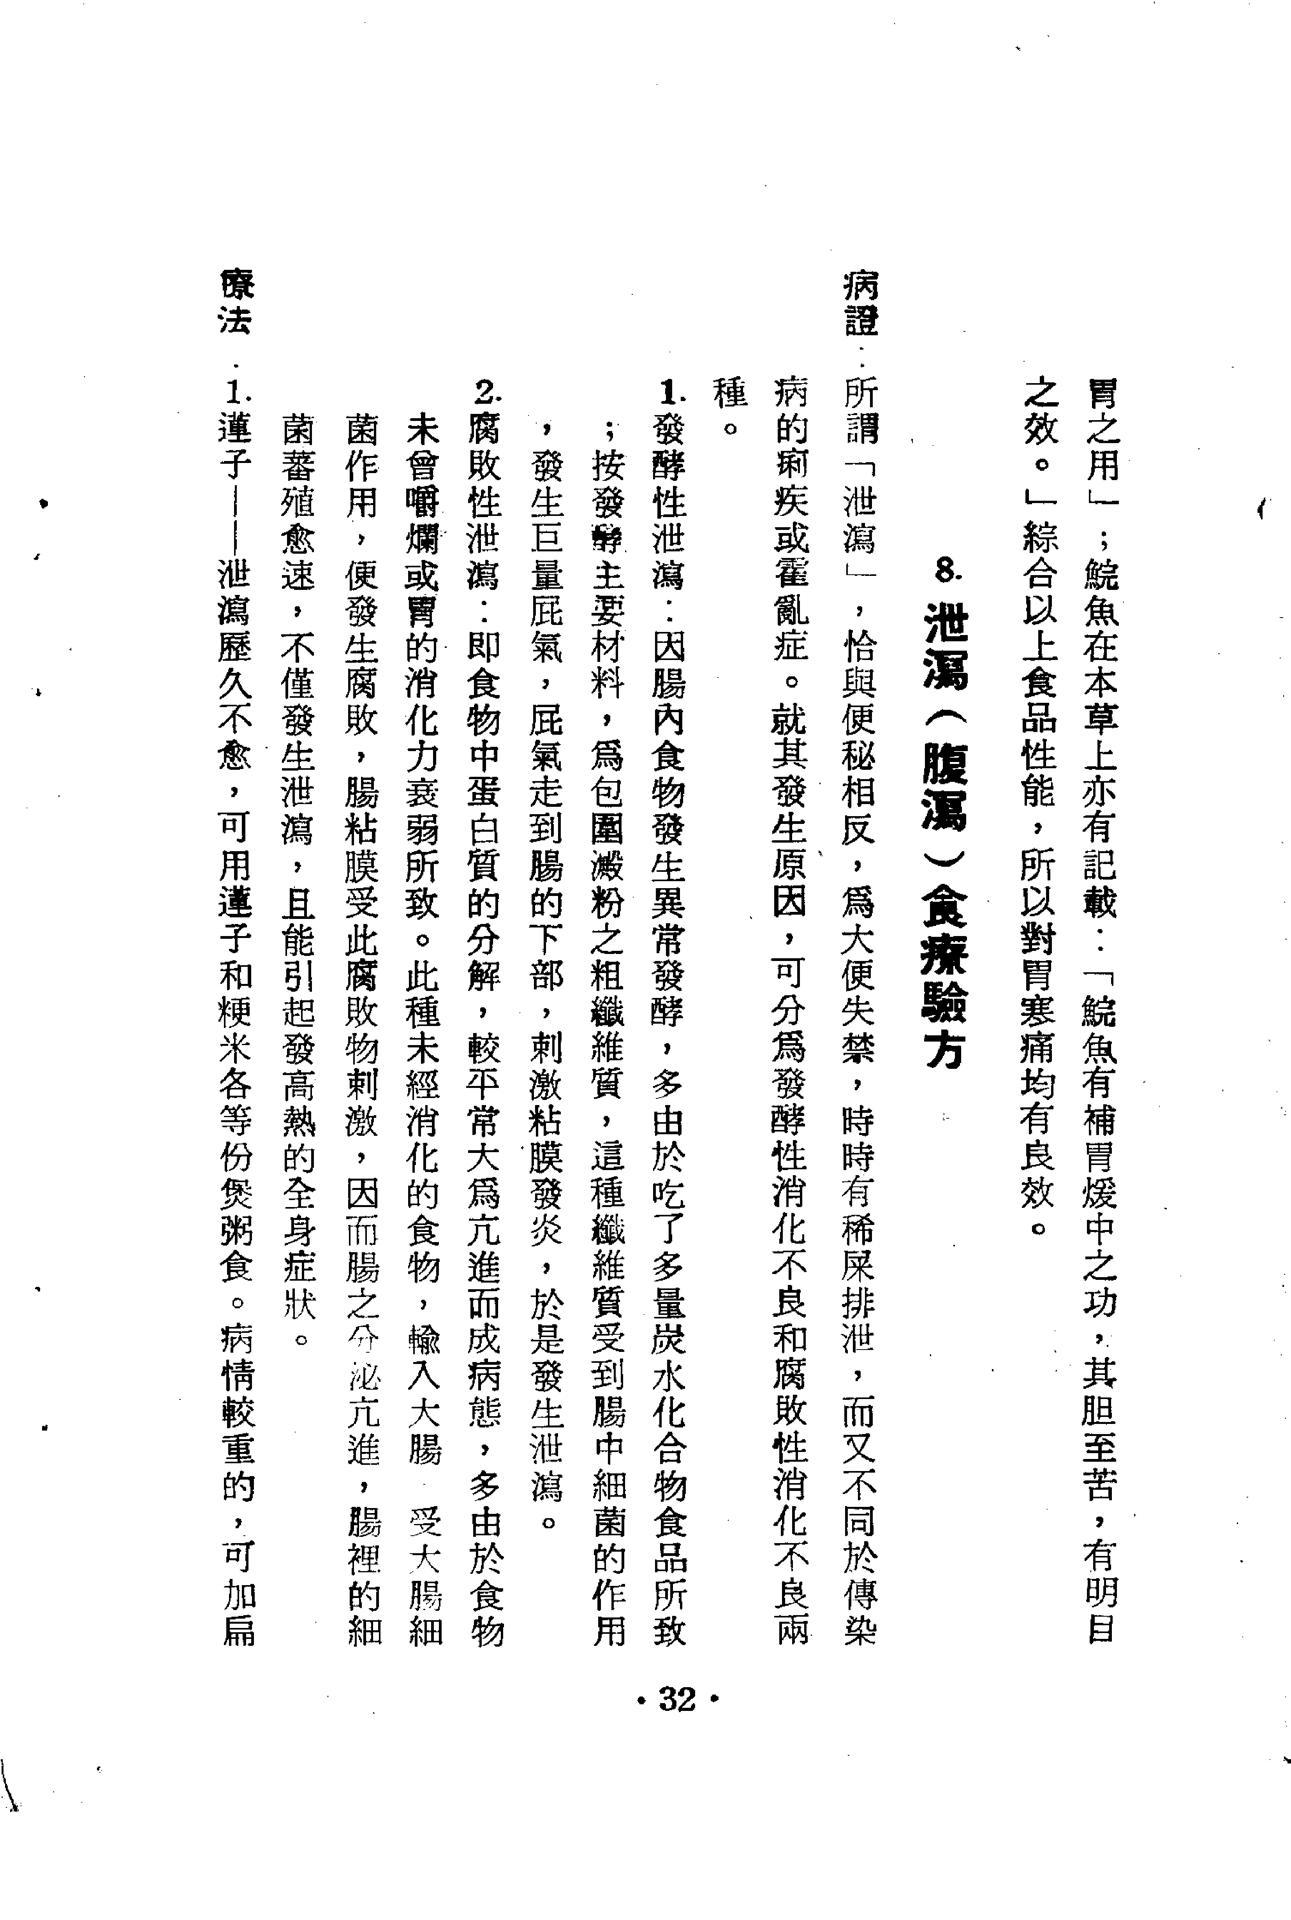 胃之用」；鯇魚在本草上亦有記載：「鯇魚有補胃煖中之功，其胆至苦，有明目
之效。」綜合以上食品性能，所以對胃寒痛均有良效。
8. 泄瀉（腹瀉）食療驗方
病證：所謂「泄瀉」，恰與便秘相反，爲大便失禁，時時有稀屎排泄，而又不同於傳染
病的痢疾或霍亂症。就其發生原因，可分爲發酵性消化不良和腐敗性消化不良兩
種。
1. 發酵性泄瀉：因腸內食物發生異常發酵，多由於吃了多量炭水化合物食品所致
；按發酵主要材料，爲包圍澱粉之粗纖維質，這種纖維質受到腸中細菌的作用
，發生巨量屁氣，屁氣走到腸的下部，刺激粘膜發炎，於是發生泄瀉。
2. 腐敗性泄瀉：即食物中蛋白質的分解，較平常大爲亢進而成病態，多由於食物
未曾嚼爛或胃的消化力衰弱所致。此種未經消化的食物，輸入大腸　受大腸細
菌作用，便發生腐敗，腸粘膜受此腐敗物刺激，因而腸之分泌亢進，腸裡的細
菌蕃殖愈速，不僅發生泄瀉，且能引起發高熱的全身症狀。
療法：1. 蓮子——泄瀉歷久不愈，可用蓮子和粳米各等份煲粥食。病情較重的，可加扁
・32・